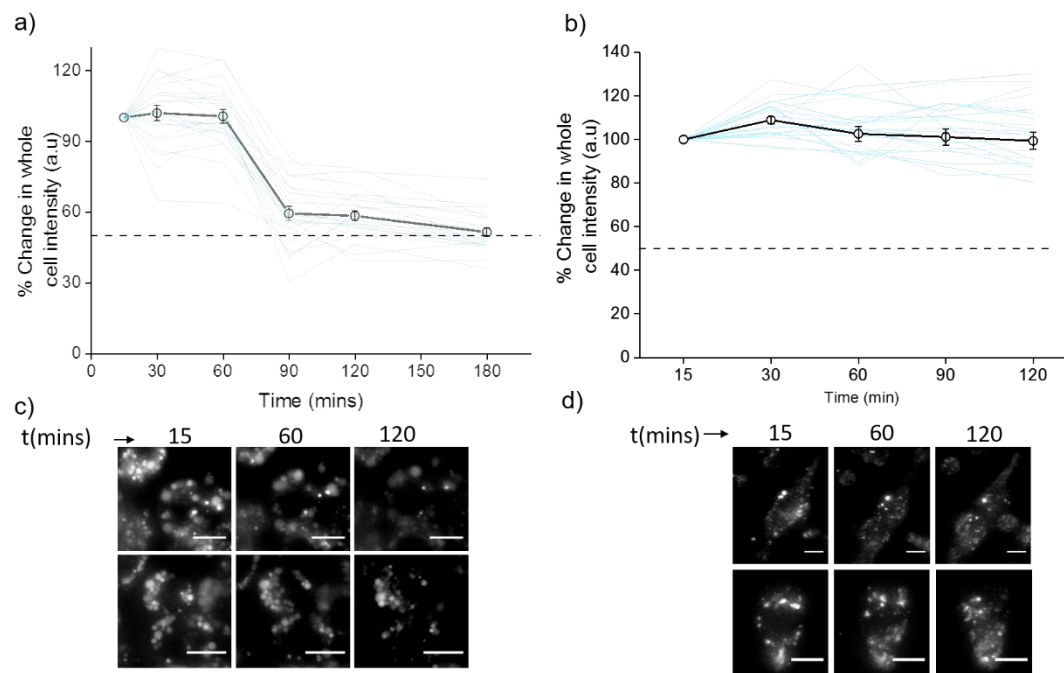 a)
% Change in whole
cell intensity (a.u)
120
90
60
30
0
0 30 60 90 120 150 180
Time (mins)
b)
% Change in whole
cell intensity (a.u)
140
120
100
80
60
40
20
0
15 30 60 90 120
Time (min)
c)
t(mins) → 15 60 120
d)
t(mins) → 15 60 120